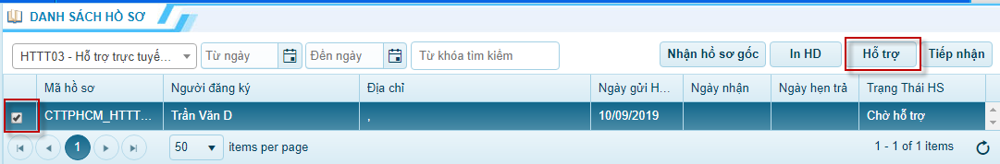 DANH SÁCH HỒ SƠ
HTTT03 - Hỗ trợ trực tuyế... Từ ngày Đến ngày Từ khóa tìm kiếm Nhận hồ sơ gốc In HD Hỗ trợ Tiếp nhận
Mã hồ sơ Người đăng ký Địa chỉ Ngày gửi H... Ngày nhận Ngày hẹn trả Trạng Thái HS
CTTPHCM_HTTT... Trần Văn D , 10/09/2019 Chờ hỗ trợ
1 50 items per page 1 - 1 of 1 items